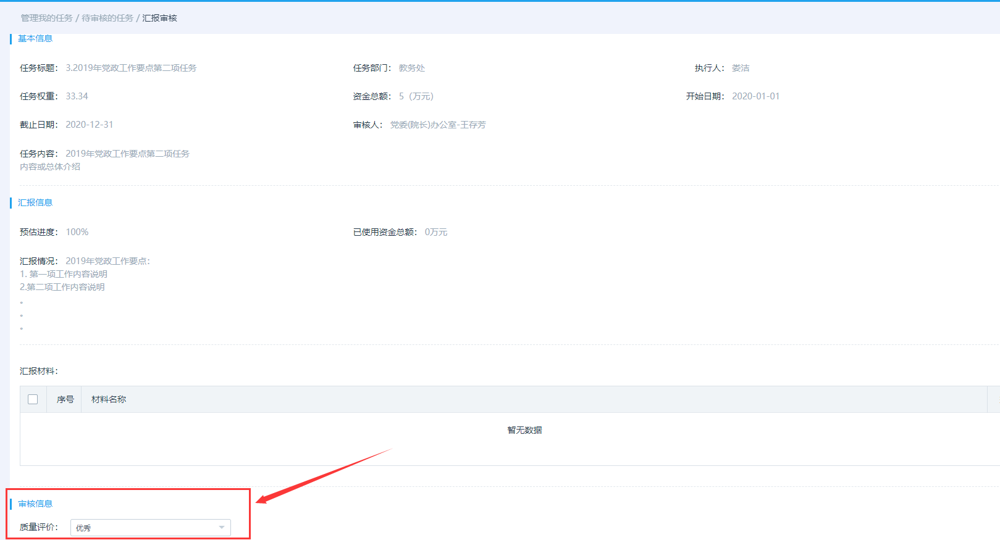 管理我的任务 / 待审核的任务 / 汇报审核
基本信息
任务标题： 3.2019年党政工作要点第二项任务 任务部门： 教务处 执行人： 娄洁
任务权重： 33.34 资金总额： 5（万元） 开始日期： 2020-01-01
截止日期： 2020-12-31 审核人： 党委(院长)办公室-王存芳
任务内容： 2019年党政工作要点第二项任务
内容或总体介绍
汇报信息
预估进度： 100% 已使用资金总额： 0万元
汇报情况： 2019年党政工作要点：
1. 第一项工作内容说明
2.第二项工作内容说明
。
。
。
汇报材料：
序号 材料名称
暂无数据
审核信息
质量评价： 优秀